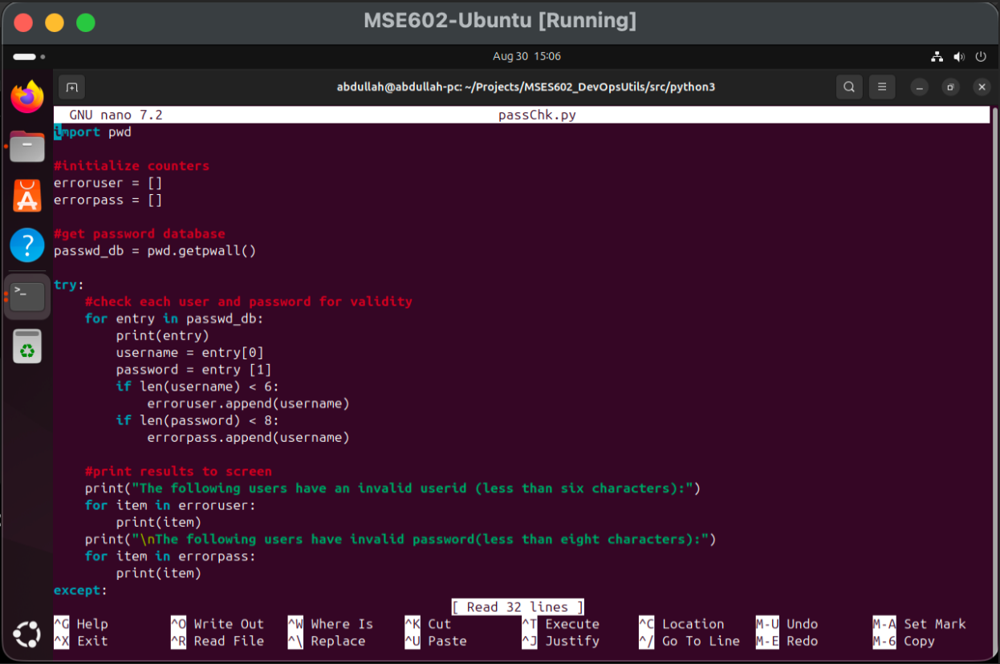 MSE602-Ubuntu [Running]
Aug 30 15:06
abdullah@abdullah-pc: ~/Projects/MSES602_DevOpsUtils/src/python3
GNU nano 7.2 passChk.py
import pwd
#initialize counters
erroruser = []
errorpass = []
#get password database
passwd_db = pwd.getpwall()
try:
    #check each user and password for validity
    for entry in passwd_db:
        print(entry)
        username = entry[0]
        password = entry [1]
        if len(username) < 6:
            erroruser.append(username)
        if len(password) < 8:
            errorpass.append(username)
    #print results to screen
    print("The following users have an invalid userid (less than six characters):")
    for item in erroruser:
        print(item)
    print("\nThe following users have invalid password(less than eight characters):")
    for item in errorpass:
        print(item)
except:
[ Read 32 lines ]
^G Help ^O Write Out ^W Where Is ^K Cut ^T Execute ^C Location M-U Undo M-A Set Mark
^X Exit ^R Read File ^\ Replace ^U Paste ^J Justify ^/ Go To Line M-E Redo M-6 Copy